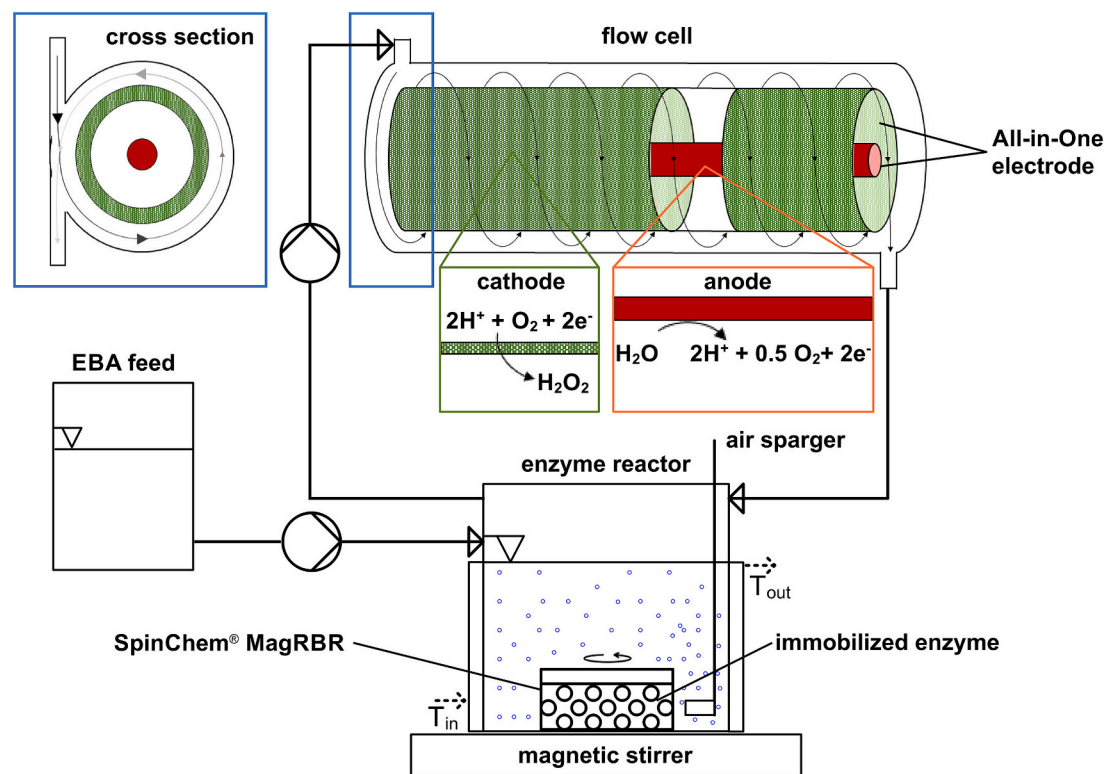 cross section
flow cell
All-in-One
electrode
cathode
2H⁺ + O₂ + 2e⁻
H₂O₂
anode
H₂O 2H⁺ + 0.5 O₂+ 2e⁻
EBA feed
air sparger
enzyme reactor
T_out
SpinChem® MagRBR
immobilized enzyme
T_in
magnetic stirrer